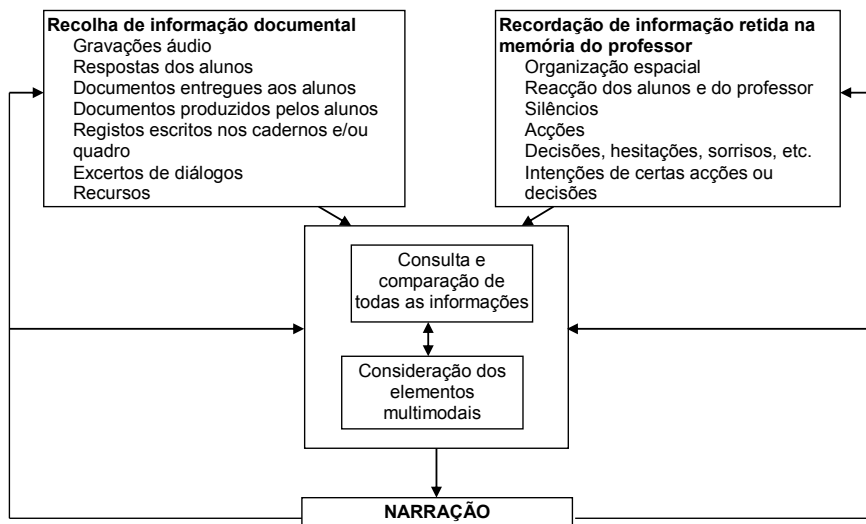 Recolha de informação documental
Gravações áudio
Respostas dos alunos
Documentos entregues aos alunos
Documentos produzidos pelos alunos
Registos escritos nos cadernos e/ou
quadro
Excertos de diálogos
Recursos
Recordação de informação retida na
memória do professor
Organização espacial
Reacção dos alunos e do professor
Silêncios
Acções
Decisões, hesitações, sorrisos, etc.
Intenções de certas acções ou
decisões
Consulta e
comparação de
todas as informações
Consideração dos
elementos
multimodais
NARRAÇÃO